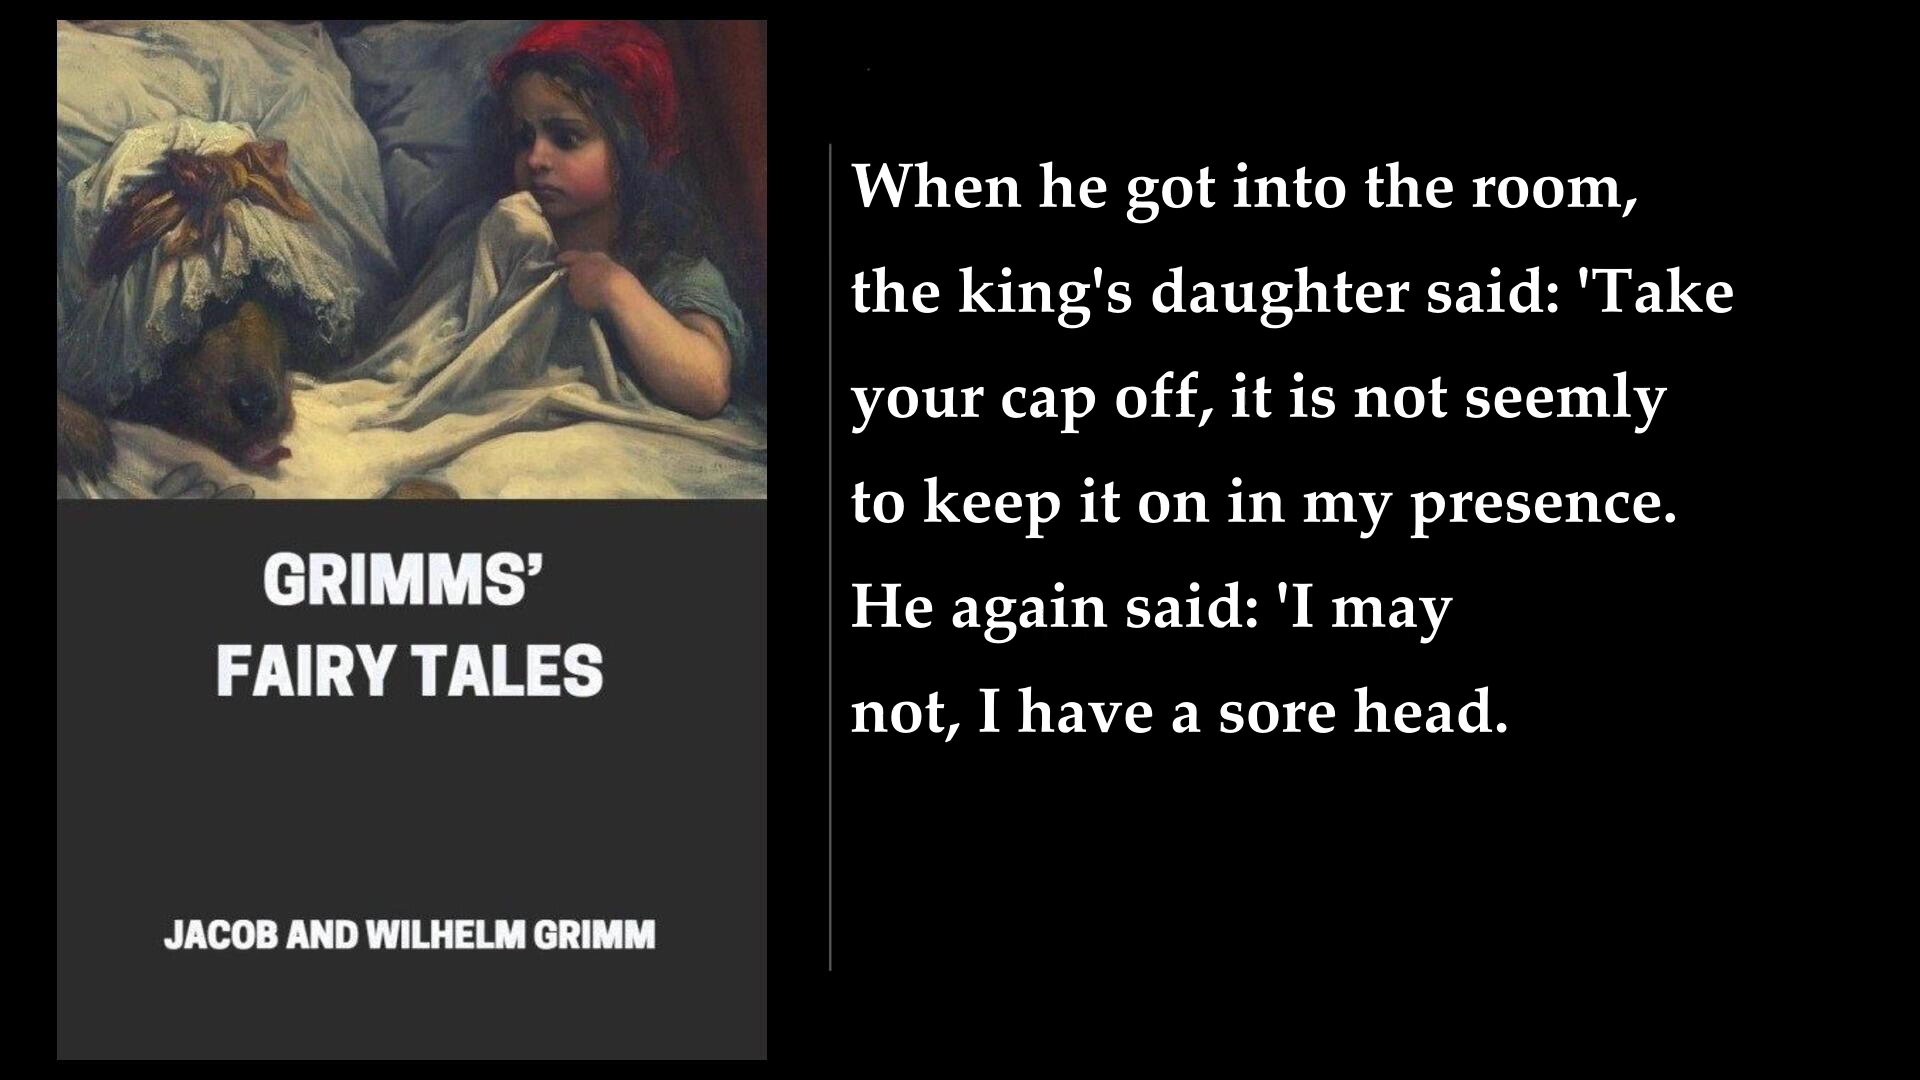 GRIMMS’
FAIRY TALES
JACOB AND WILHELM GRIMM
When he got into the room,
the king's daughter said: 'Take
your cap off, it is not seemly
to keep it on in my presence.
He again said: 'I may
not, I have a sore head.